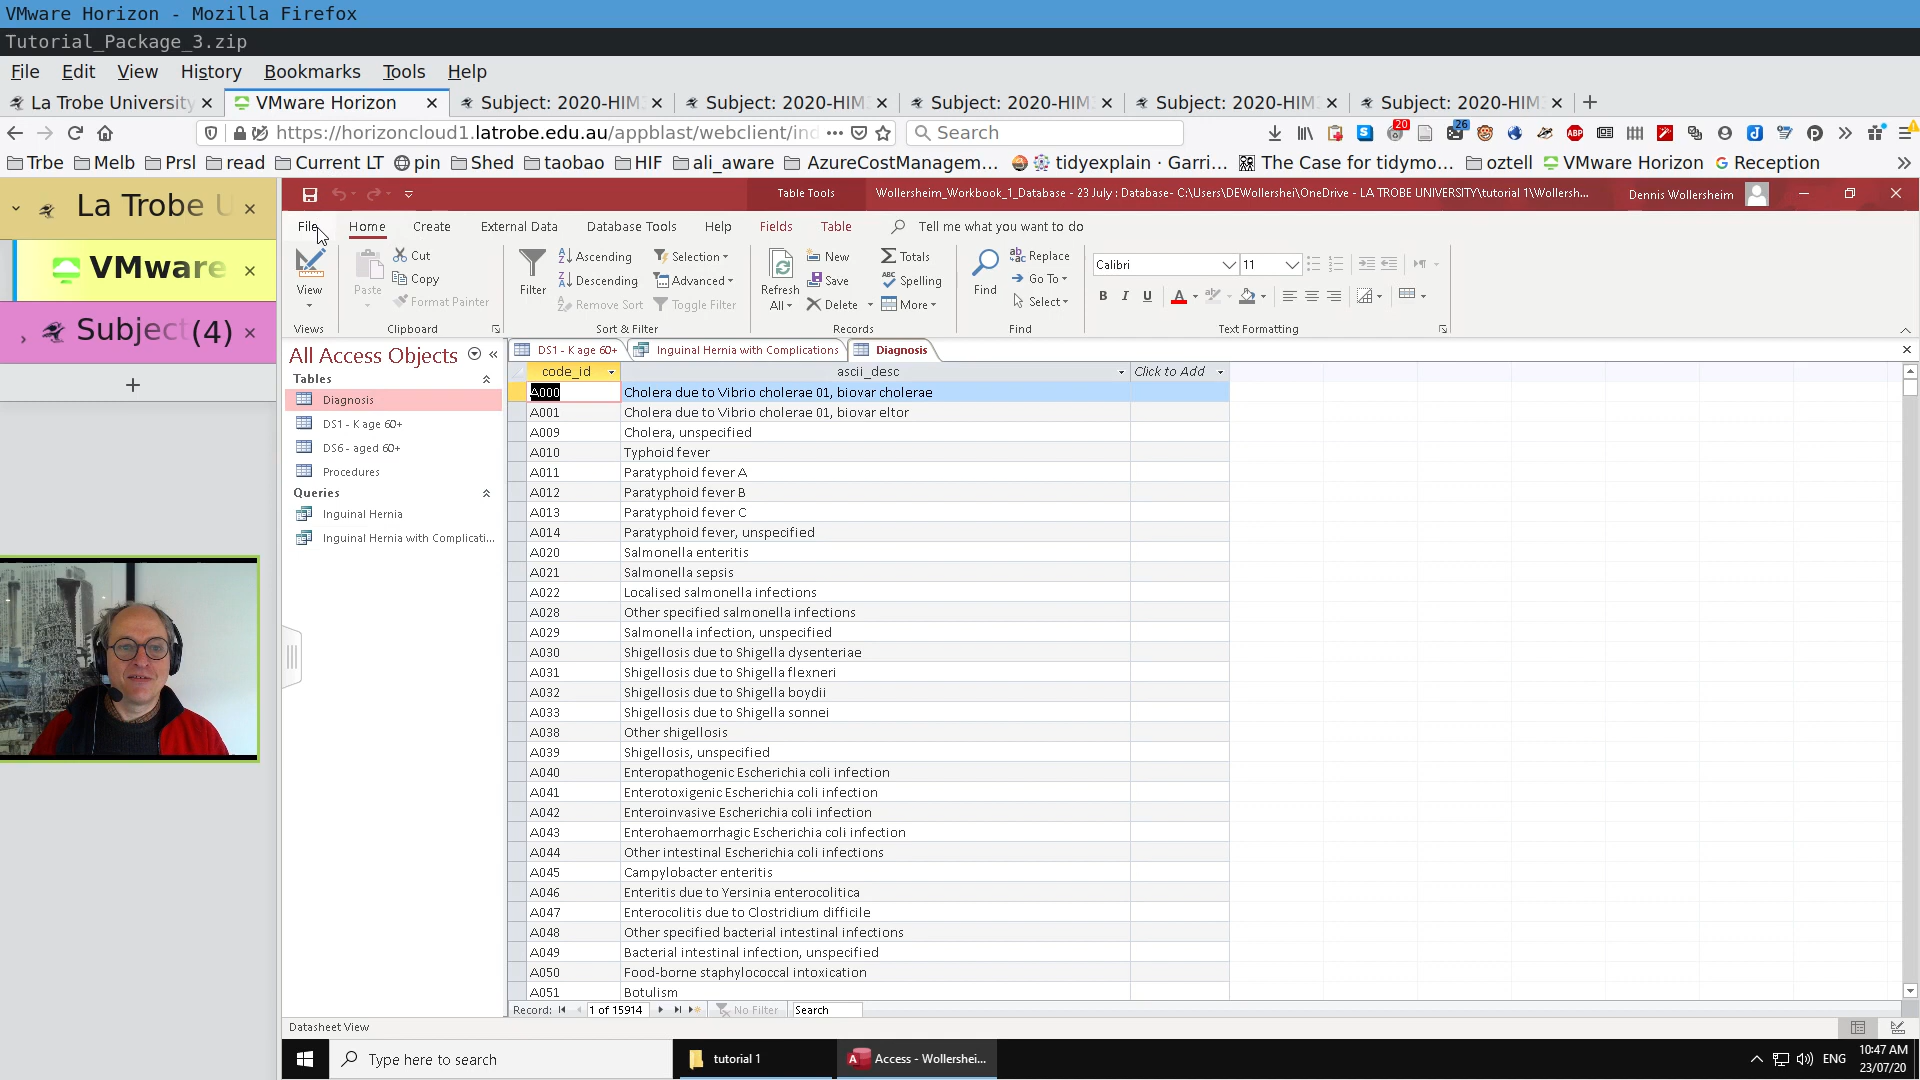 VMware Horizon - Mozilla Firefox
Tutorial_Package_3.zip
File Edit View History Bookmarks Tools Help
La Trobe University
VMware Horizon
Subject: 2020-HIM
Subject: 2020-HIM
Subject: 2020-HIM
Subject: 2020-HIM
Subject: 2020-HIM
https://horizoncloud1.latrobe.edu.au/appblast/webclient/ind
Search
20
26
ABP
Trbe Melb Prsl read Current LT pin Shed taobao HIF ali_aware AzureCostManagem... tidyexplain · Garri... The Case for tidymo... oztell VMware Horizon Reception
La Trobe U
VMware
Subject (4)
Table Tools
Wollersheim_Workbook_1_Database - 23 July : Database- C:\Users\DEWollershei\OneDrive - LA TROBE UNIVERSITY\tutorial 1\Wollersh...
Dennis Wollersheim
File Home Create External Data Database Tools Help Fields Table Tell me what you want to do
View
Views
Paste
Cut
Copy
Format Painter
Clipboard
Filter
Ascending
Descending
Remove Sort
Selection
Advanced
Toggle Filter
Sort & Filter
Refresh
All
New
Save
Delete
Totals
Spelling
More
Records
Find
Replace
Go To
Select
Find
Calibri 11
B I U
Text Formatting
All Access Objects
Tables
Diagnosis
DS1 - K age 60+
DS6 - aged 60+
Procedures
Queries
Inguinal Hernia
Inguinal Hernia with Complicati...
DS1 - K age 60+ Inguinal Hernia with Complications Diagnosis
code_id ascii_desc Click to Add
A000 Cholera due to Vibrio cholerae 01, biovar cholerae
A001 Cholera due to Vibrio cholerae 01, biovar eltor
A009 Cholera, unspecified
A010 Typhoid fever
A011 Paratyphoid fever A
A012 Paratyphoid fever B
A013 Paratyphoid fever C
A014 Paratyphoid fever, unspecified
A020 Salmonella enteritis
A021 Salmonella sepsis
A022 Localised salmonella infections
A028 Other specified salmonella infections
A029 Salmonella infection, unspecified
A030 Shigellosis due to Shigella dysenteriae
A031 Shigellosis due to Shigella flexneri
A032 Shigellosis due to Shigella boydii
A033 Shigellosis due to Shigella sonnei
A038 Other shigellosis
A039 Shigellosis, unspecified
A040 Enteropathogenic Escherichia coli infection
A041 Enterotoxigenic Escherichia coli infection
A042 Enteroinvasive Escherichia coli infection
A043 Enterohaemorrhagic Escherichia coli infection
A044 Other intestinal Escherichia coli infections
A045 Campylobacter enteritis
A046 Enteritis due to Yersinia enterocolitica
A047 Enterocolitis due to Clostridium difficile
A048 Other specified bacterial intestinal infections
A049 Bacterial intestinal infection, unspecified
A050 Food-borne staphylococcal intoxication
A051 Botulism
Record: 1 of 15914 No Filter Search
Datasheet View
Type here to search
tutorial 1
Access - Wollershei...
ENG
10:47 AM
23/07/20